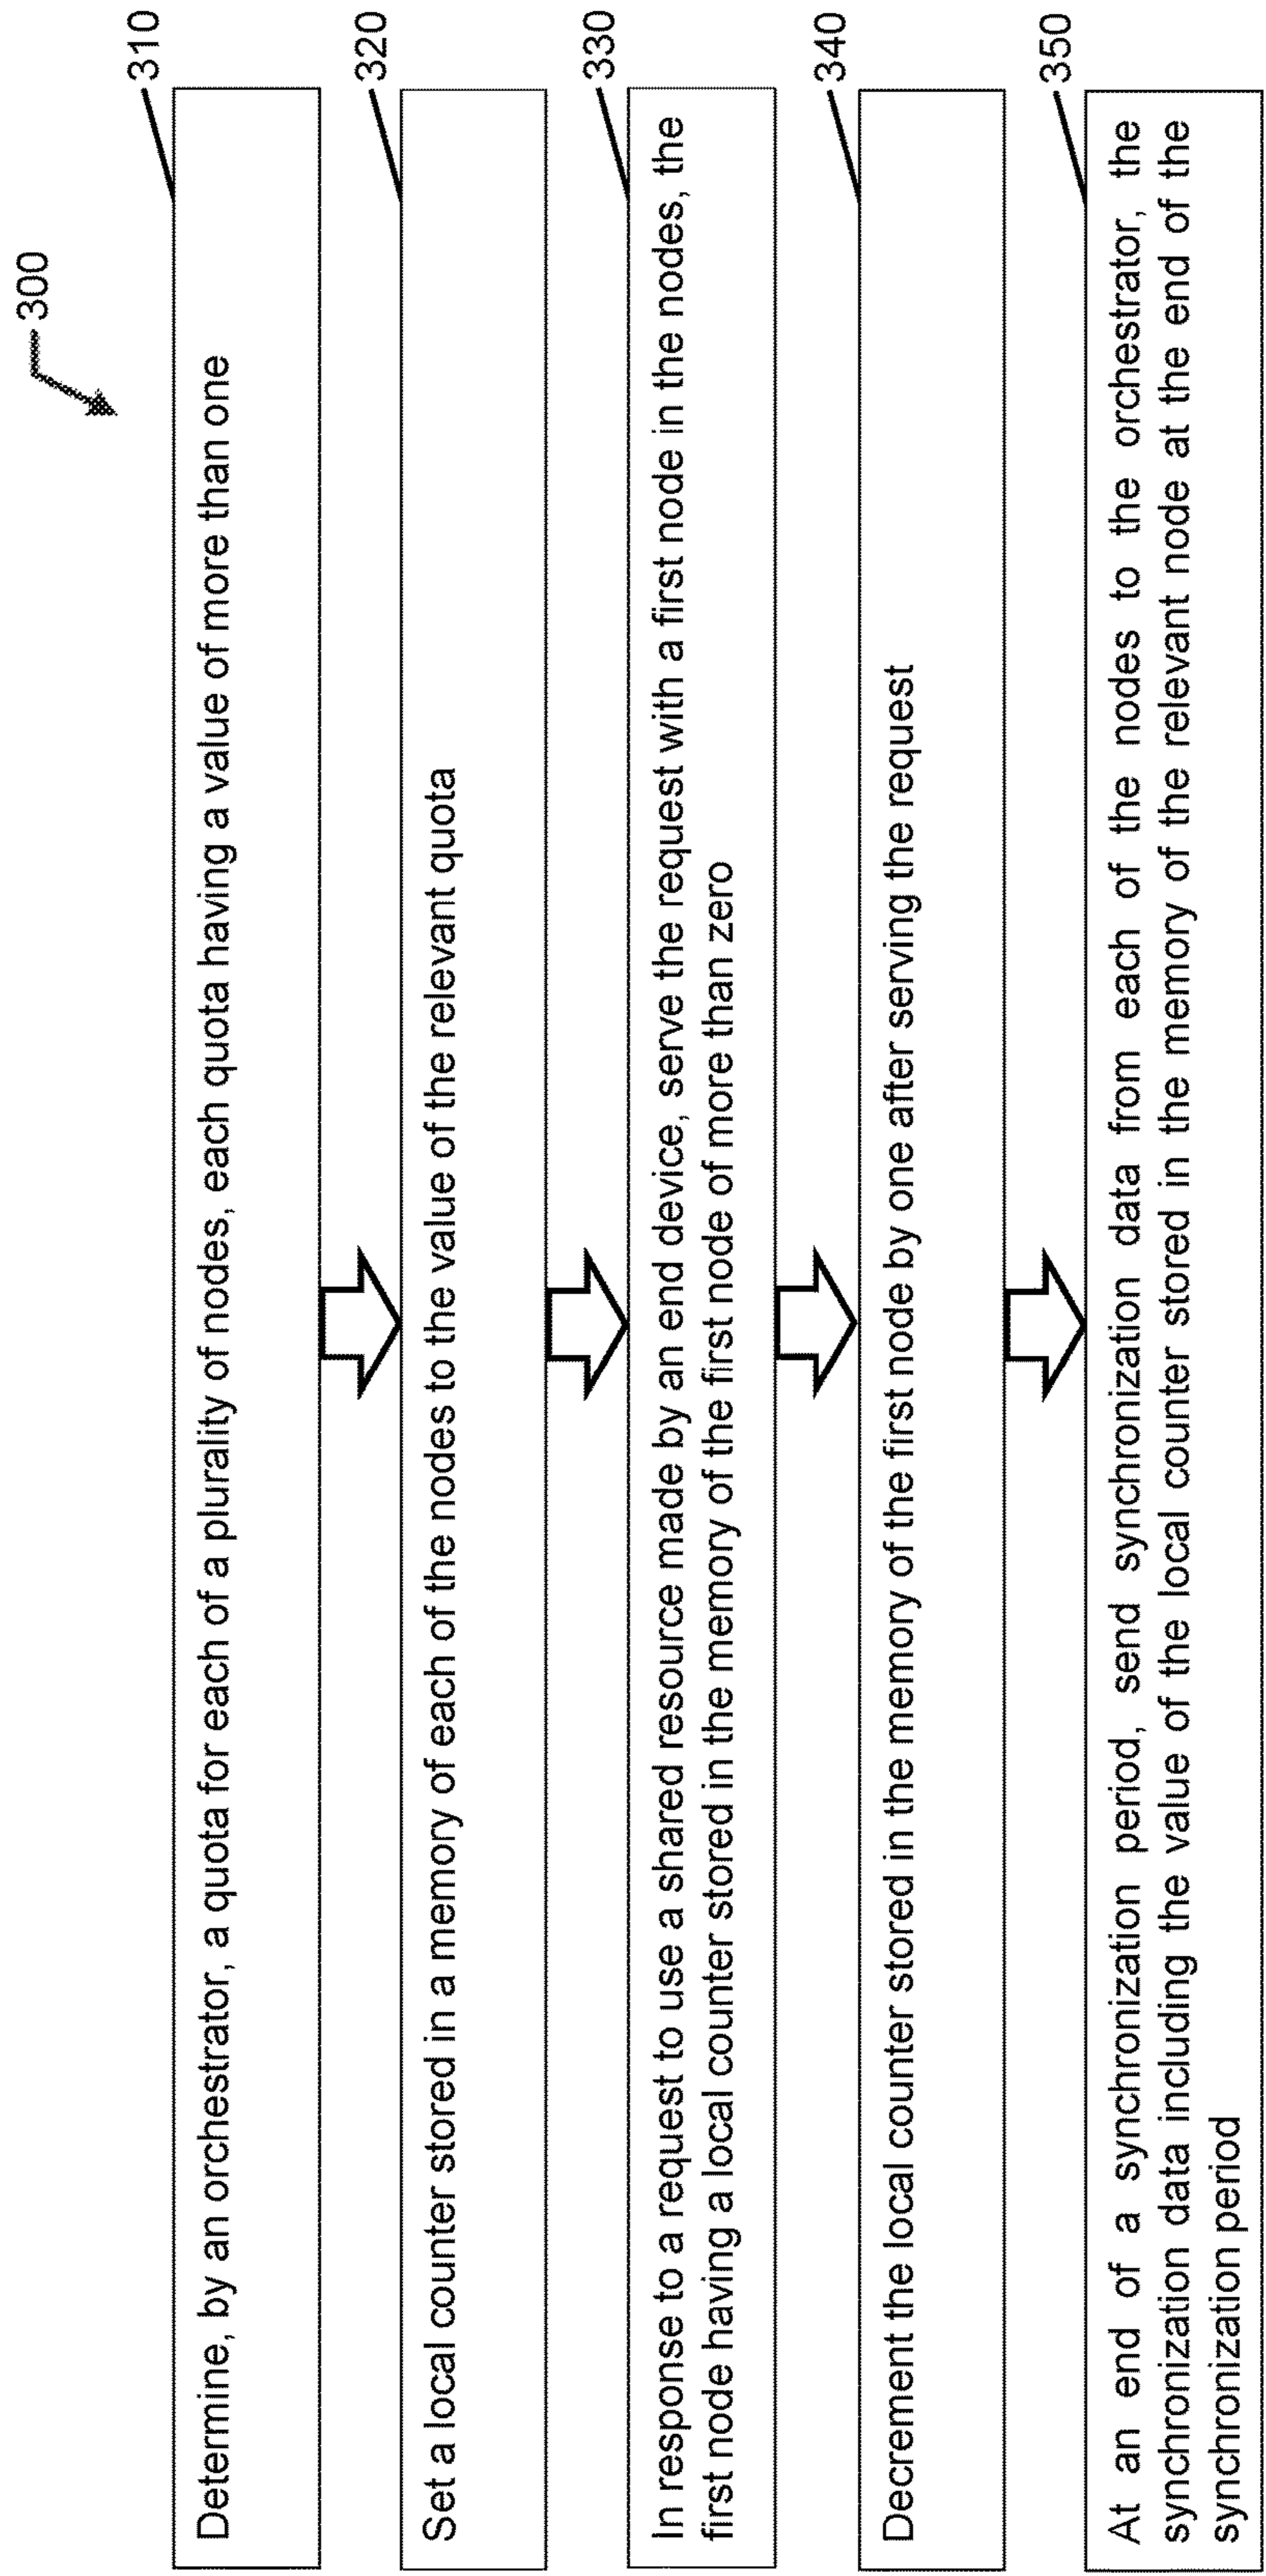 300
310
Determine, by an orchestrator, a quota for each of a plurality of nodes, each quota having a value of more than one
320
Set a local counter stored in a memory of each of the nodes to the value of the relevant quota
330
In response to a request to use a shared resource made by an end device, serve the request with a first node in the nodes, the
first node having a local counter stored in the memory of the first node of more than zero
340
Decrement the local counter stored in the memory of the first node by one after serving the request
350
At an end of a synchronization period, send synchronization data from each of the nodes to the orchestrator, the
synchronization data including the value of the local counter stored in the memory of the relevant node at the end of the
synchronization period